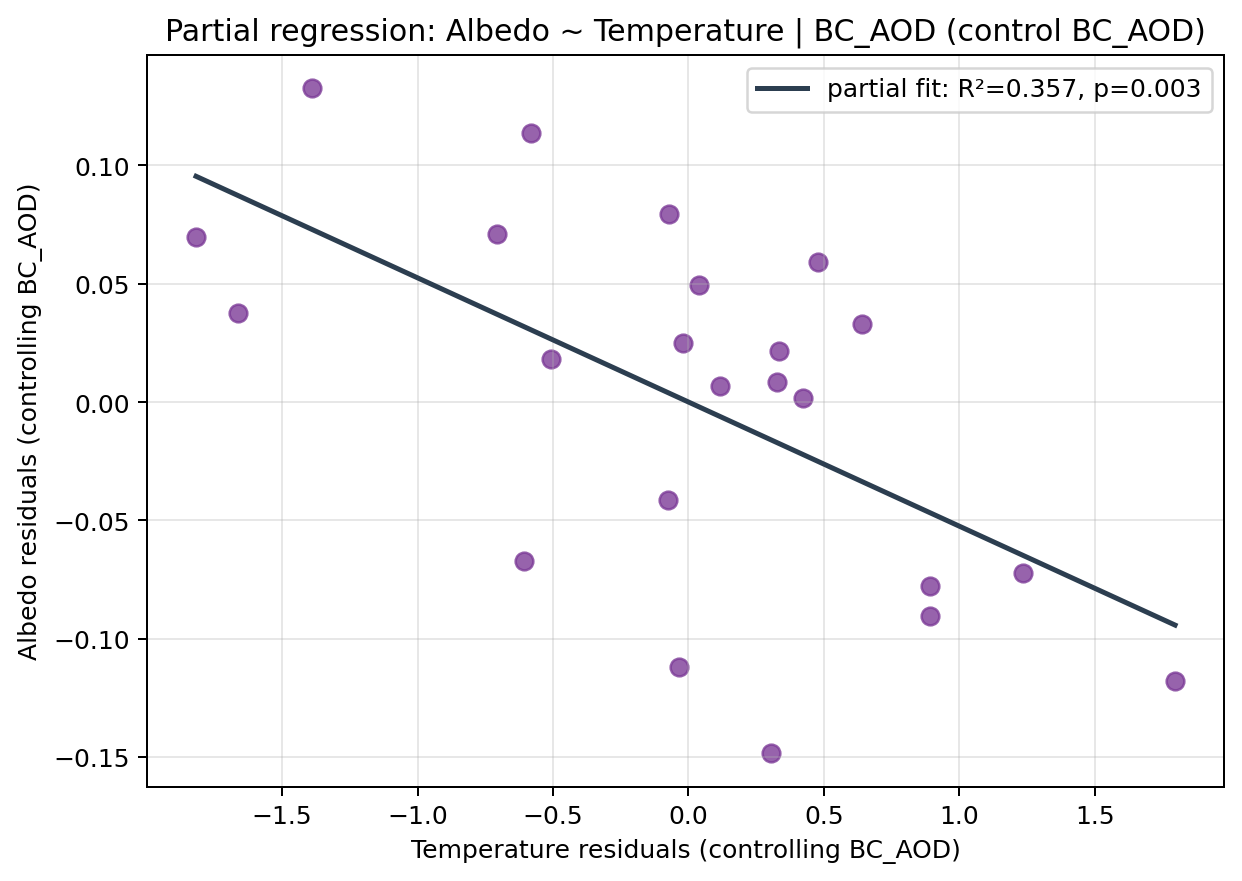 Partial regression: Albedo ~ Temperature | BC_AOD (control BC_AOD)
partial fit: R²=0.357, p=0.003
Albedo residuals (controlling BC_AOD)
0.10
0.05
0.00
−0.05
−0.10
−0.15
−1.5 −1.0 −0.5 0.0 0.5 1.0 1.5
Temperature residuals (controlling BC_AOD)